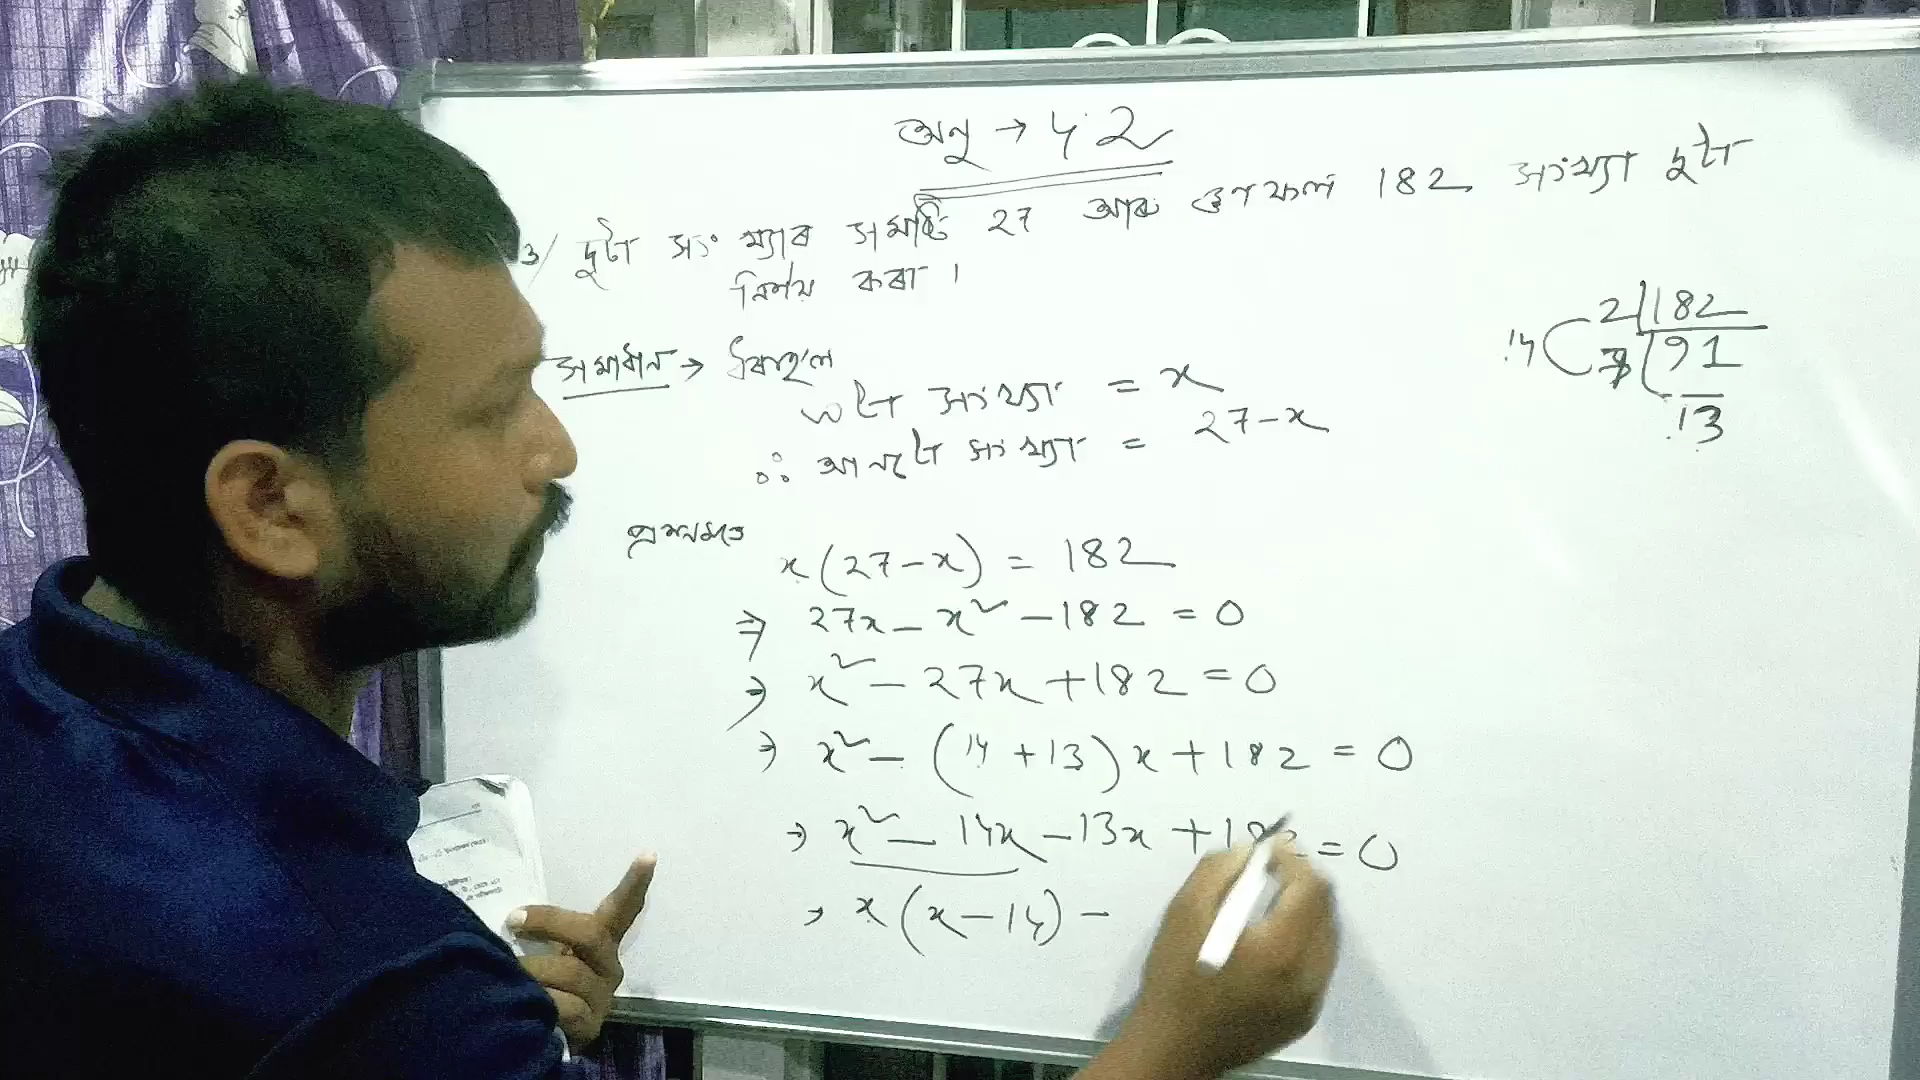 অনু → 4.2
3/ দুটা সংখ্যাৰ সমষ্টি 27 আৰু গুণফল 182 সংখ্যা দুটা
নিৰ্ণয় কৰা ।
সমাধান → ধৰাহ'ল
এটা সংখ্যা = x
∴ আনটো সংখ্যা = 27-x
প্ৰশ্নমতে
x(27-x) = 182
⇒ 27x - x² - 182 = 0
⇒ x² - 27x + 182 = 0
⇒ x² - (14 + 13)x + 182 = 0
⇒ x² - 14x - 13x + 182 = 0
⇒ x(x-14) -
2 182
14 7 91
13